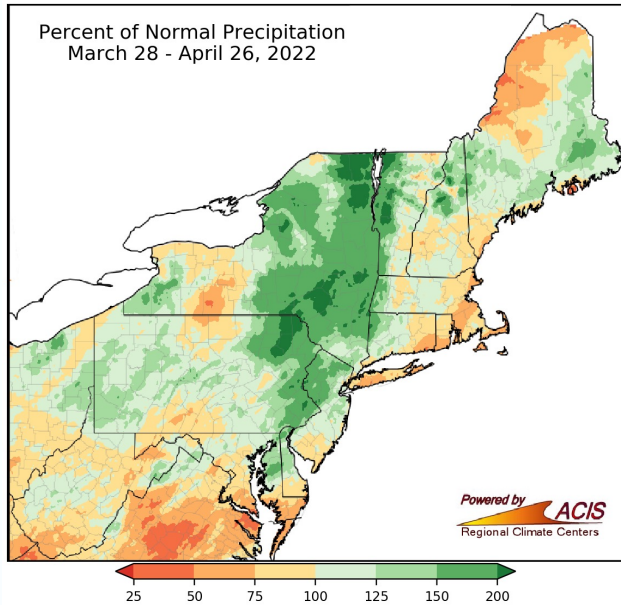 Percent of Normal Precipitation
March 28 - April 26, 2022
Powered by
ACIS
Regional Climate Centers
25 50 75 100 125 150 200